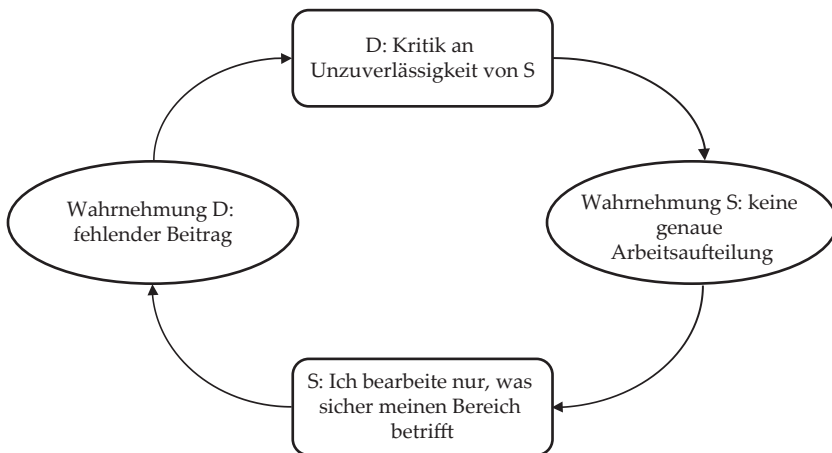 D: Kritik an
Unzuverlässigkeit von S
Wahrnehmung D:
fehlender Beitrag
Wahrnehmung S: keine
genaue
Arbeitsaufteilung
S: Ich bearbeite nur, was
sicher meinen Bereich
betrifft